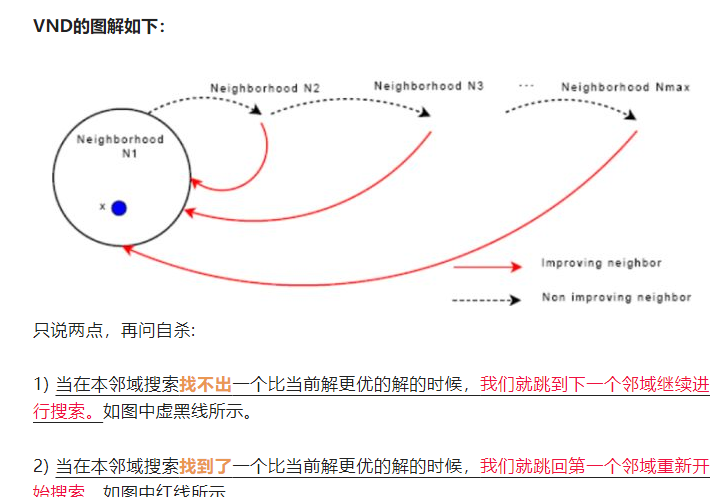 VND的图解如下：
Neighborhood N2
Neighborhood N3
...
Neighborhood Nmax
Neighborhood
N1
x
Improving neighbor
Non improving neighbor
只说两点，再问自杀:
1) 当在本邻域搜索找不出一个比当前解更优的解的时候，我们就跳到下一个邻域继续进
行搜索。如图中虚黑线所示。
2) 当在本邻域搜索找到了一个比当前解更优的解的时候，我们就跳回第一个邻域重新开
始搜索。如图中红线所示